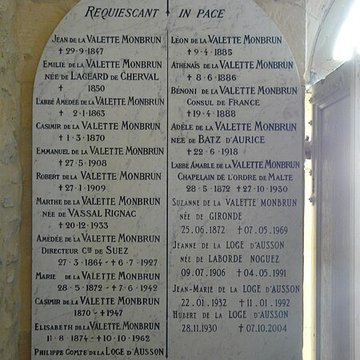 Requiescant in pace
Jean de la Valette Monbrun
† 29·9·1847
Emilie de la Valette Monbrun
née de Lageard de Cherval
† 1850
L'abbé Amédée de la Valette Monbrun
† 2·1·1863
Casimir de la Valette Monbrun
† 1·3·1870
Emmanuel de la Valette Monbrun
† 27·5·1908
Robert de la Valette Monbrun
† 27·1·1909
Marthe de la Valette Monbrun
née de Vassal Rignac
† 20·12·1933
Amédée de la Valette Monbrun
Directeur Cie de Suez
27·3·1864 - † 6·7·1927
Marie de la Valette Monbrun
28·5·1872 - † 7·6·1942
Casimir de la Valette Monbrun
1870 - † 1947
Elisabeth de la Valette Monbrun
11·8·1874 - † 10·10·1962
Philippe Comte de la Loge d'Ausson
Léon de la Valette Monbrun
† 9·4·1885
Athénaïs de la Valette Monbrun
† 8·6·1886
Bénoni de la Valette Monbrun
Consul de France
† 19·4·1888
Adèle de la Valette Monbrun
née de Batz d'Aurice
† 22·6·1918
L'abbé Amable de la Valette Monbrun
Chapelain de l'Ordre de Malte
28·5·1872 † 27·10·1930
Suzanne de la Valette Monbrun
née de Gironde
25.06.1872 † 07.05.1969
Jeanne de la Loge d'Ausson
née de Laborde Noguez
09.07.1906 † 04.05.1991
Jean-Marie de la Loge d'Ausson
22.01.1932 † 11.01.1992
Hubert de la Loge d'Ausson
28.11.1930 † 07.10.2004